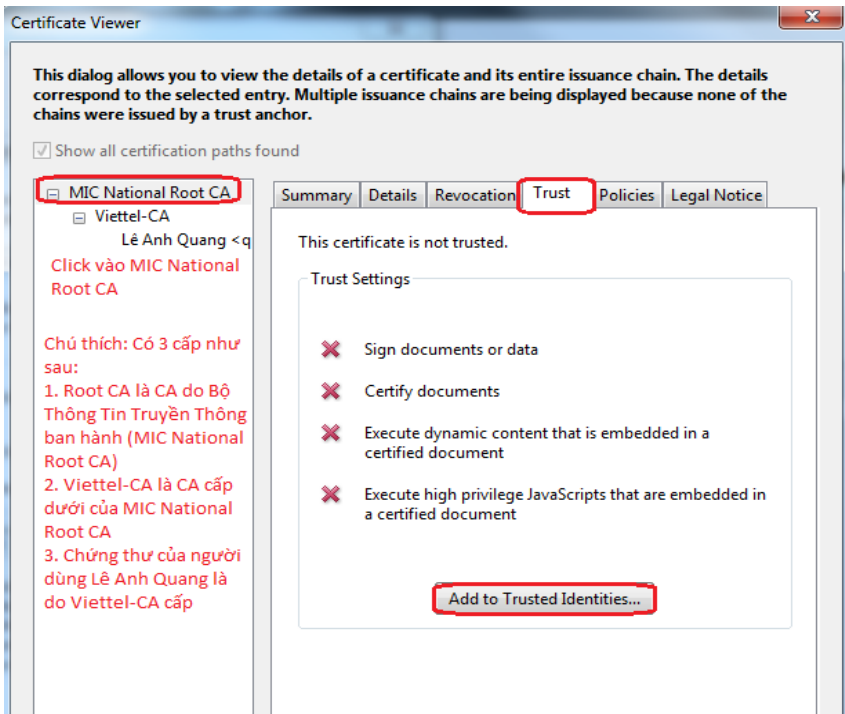 Certificate Viewer
This dialog allows you to view the details of a certificate and its entire issuance chain. The details
correspond to the selected entry. Multiple issuance chains are being displayed because none of the
chains were issued by a trust anchor.
Show all certification paths found
MIC National Root CA
Viettel-CA
Lê Anh Quang <q
Click vào MIC National
Root CA
Chú thích: Có 3 cấp như
sau:
1. Root CA là CA do Bộ
Thông Tin Truyền Thông
ban hành (MIC National
Root CA)
2. Viettel-CA là CA cấp
dưới của MIC National
Root CA
3. Chứng thư của người
dùng Lê Anh Quang là
do Viettel-CA cấp
Summary Details Revocation Trust Policies Legal Notice
This certificate is not trusted.
Trust Settings
Sign documents or data
Certify documents
Execute dynamic content that is embedded in a
certified document
Execute high privilege JavaScripts that are embedded in
a certified document
Add to Trusted Identities...